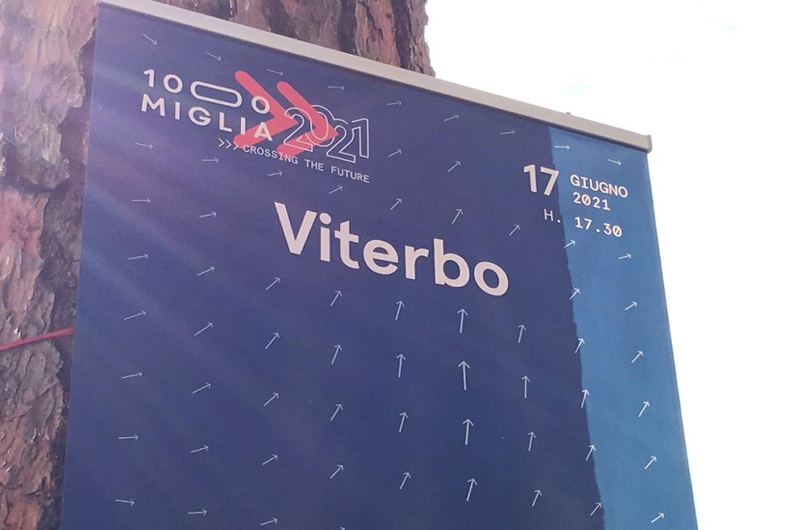 1000
MIGLIA 2021
>>> CROSSING THE FUTURE
17 GIUGNO
2021
H. 17.30
Viterbo